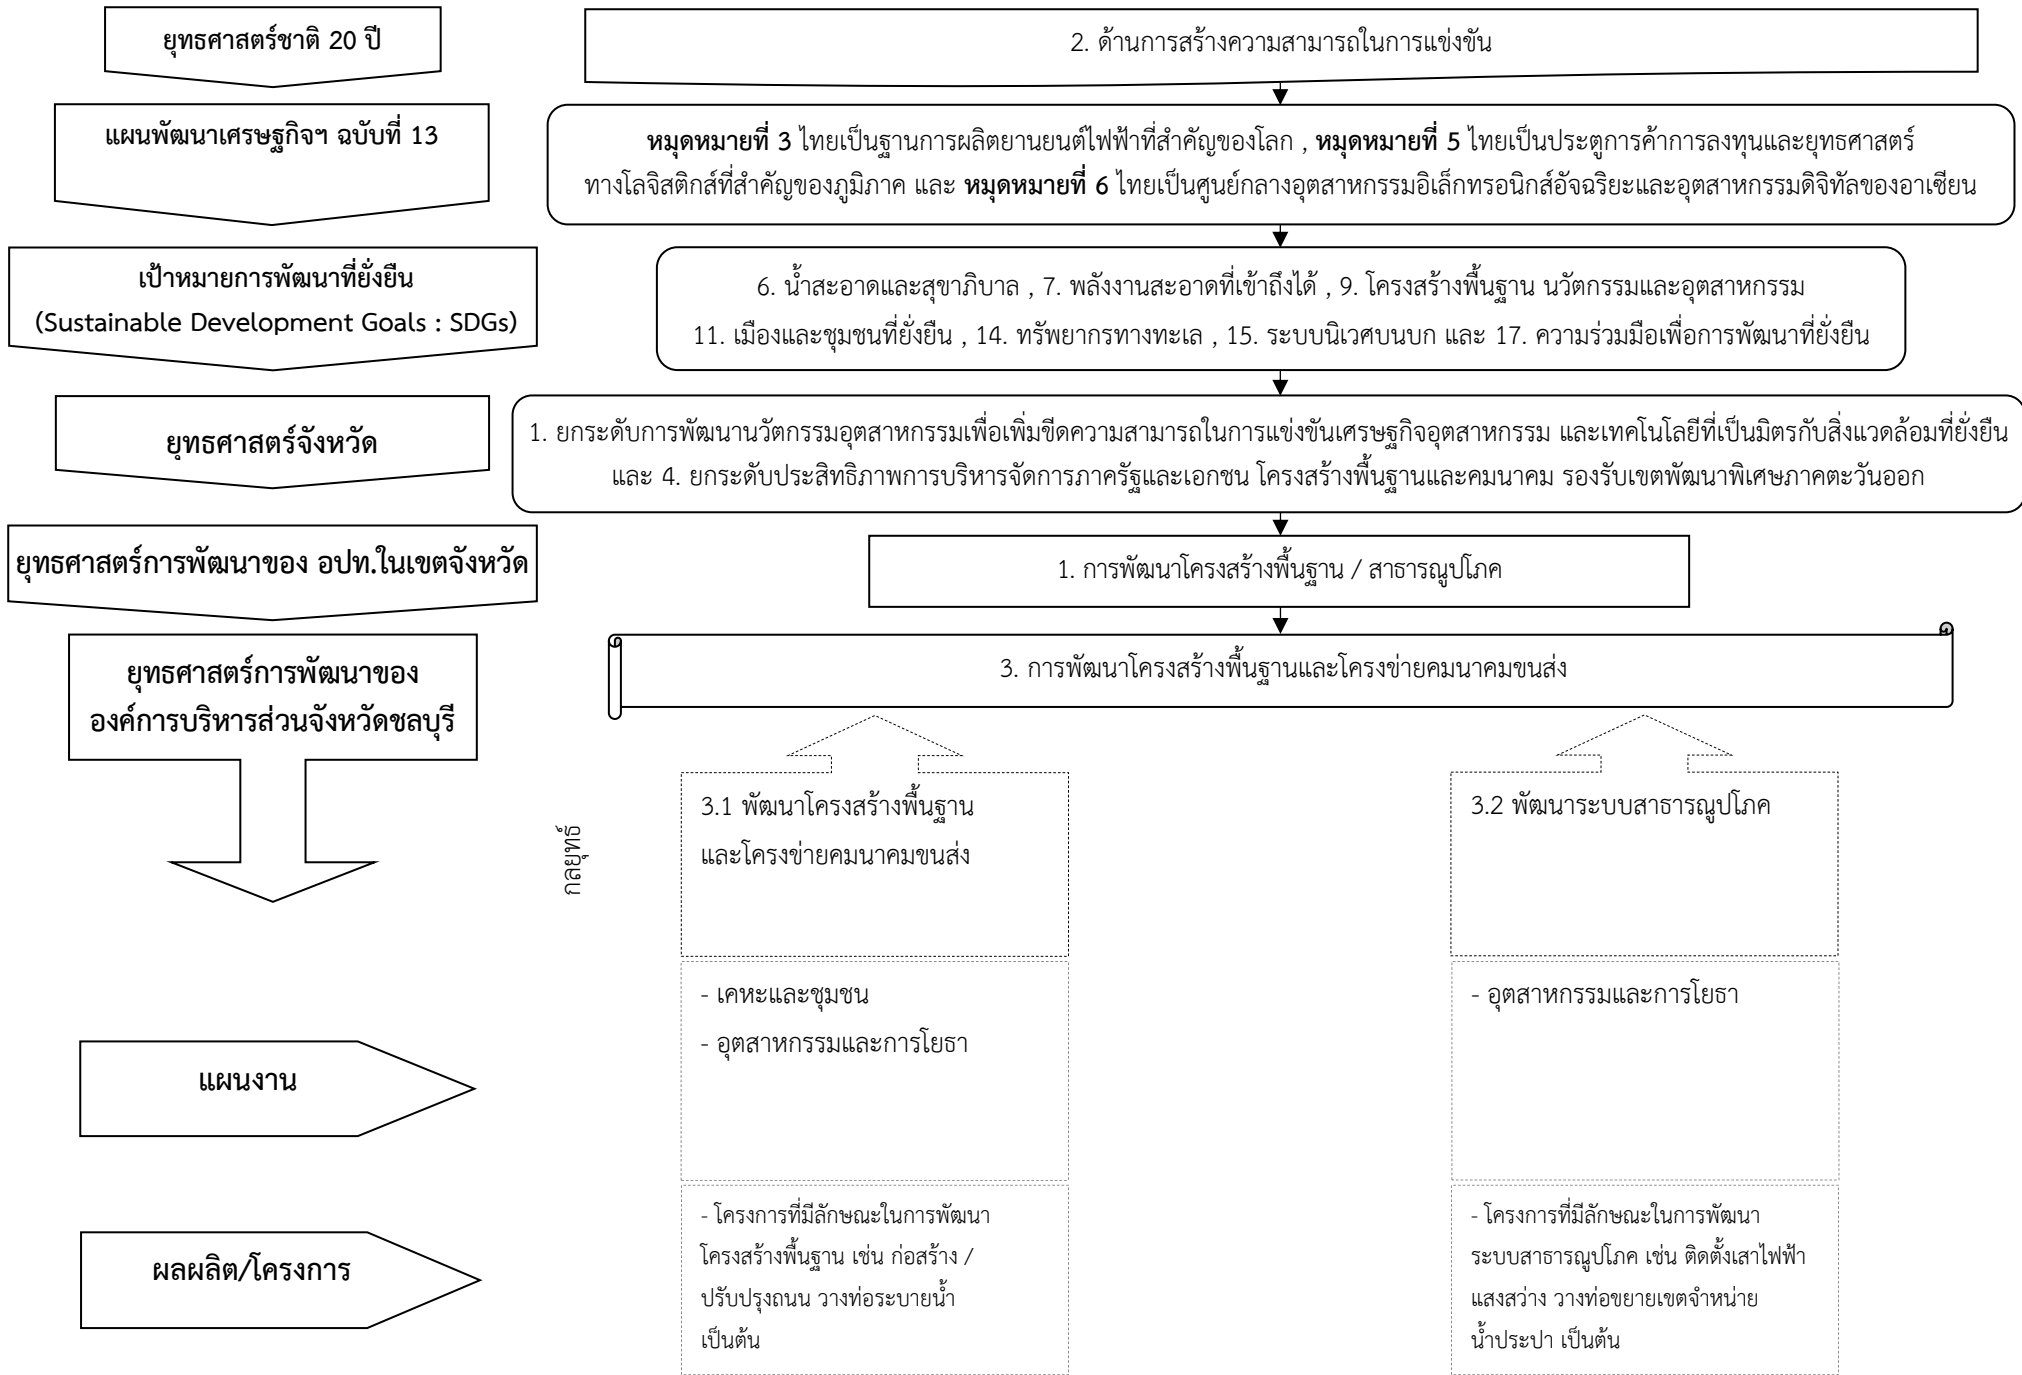 ยุทธศาสตร์ชาติ 20 ปี
2. ด้านการสร้างความสามารถในการแข่งขัน
แผนพัฒนาเศรษฐกิจฯ ฉบับที่ 13
หมุดหมายที่ 3 ไทยเป็นฐานการผลิตยานยนต์ไฟฟ้าที่สำคัญของโลก , หมุดหมายที่ 5 ไทยเป็นประตูการค้าการลงทุนและยุทธศาสตร์
ทางโลจิสติกส์ที่สำคัญของภูมิภาค และ หมุดหมายที่ 6 ไทยเป็นศูนย์กลางอุตสาหกรรมอิเล็กทรอนิกส์อัจฉริยะและอุตสาหกรรมดิจิทัลของอาเซียน
เป้าหมายการพัฒนาที่ยั่งยืน
(Sustainable Development Goals : SDGs)
6. น้ำสะอาดและสุขาภิบาล , 7. พลังงานสะอาดที่เข้าถึงได้ , 9. โครงสร้างพื้นฐาน นวัตกรรมและอุตสาหกรรม
11. เมืองและชุมชนที่ยั่งยืน , 14. ทรัพยากรทางทะเล , 15. ระบบนิเวศบนบก และ 17. ความร่วมมือเพื่อการพัฒนาที่ยั่งยืน
ยุทธศาสตร์จังหวัด
1. ยกระดับการพัฒนานวัตกรรมอุตสาหกรรมเพื่อเพิ่มขีดความสามารถในการแข่งขันเศรษฐกิจอุตสาหกรรม และเทคโนโลยีที่เป็นมิตรกับสิ่งแวดล้อมที่ยั่งยืน
และ 4. ยกระดับประสิทธิภาพการบริหารจัดการภาครัฐและเอกชน โครงสร้างพื้นฐานและคมนาคม รองรับเขตพัฒนาพิเศษภาคตะวันออก
ยุทธศาสตร์การพัฒนาของ อปท.ในเขตจังหวัด
1. การพัฒนาโครงสร้างพื้นฐาน / สาธารณูปโภค
ยุทธศาสตร์การพัฒนาของ
องค์การบริหารส่วนจังหวัดชลบุรี
3. การพัฒนาโครงสร้างพื้นฐานและโครงข่ายคมนาคมขนส่ง
กลยุทธ์
3.1 พัฒนาโครงสร้างพื้นฐาน
และโครงข่ายคมนาคมขนส่ง
3.2 พัฒนาระบบสาธารณูปโภค
แผนงาน
- เคหะและชุมชน
- อุตสาหกรรมและการโยธา
- อุตสาหกรรมและการโยธา
ผลผลิต/โครงการ
- โครงการที่มีลักษณะในการพัฒนา
โครงสร้างพื้นฐาน เช่น ก่อสร้าง /
ปรับปรุงถนน วางท่อระบายน้ำ
เป็นต้น
- โครงการที่มีลักษณะในการพัฒนา
ระบบสาธารณูปโภค เช่น ติดตั้งเสาไฟฟ้า
แสงสว่าง วางท่อขยายเขตจำหน่าย
น้ำประปา เป็นต้น